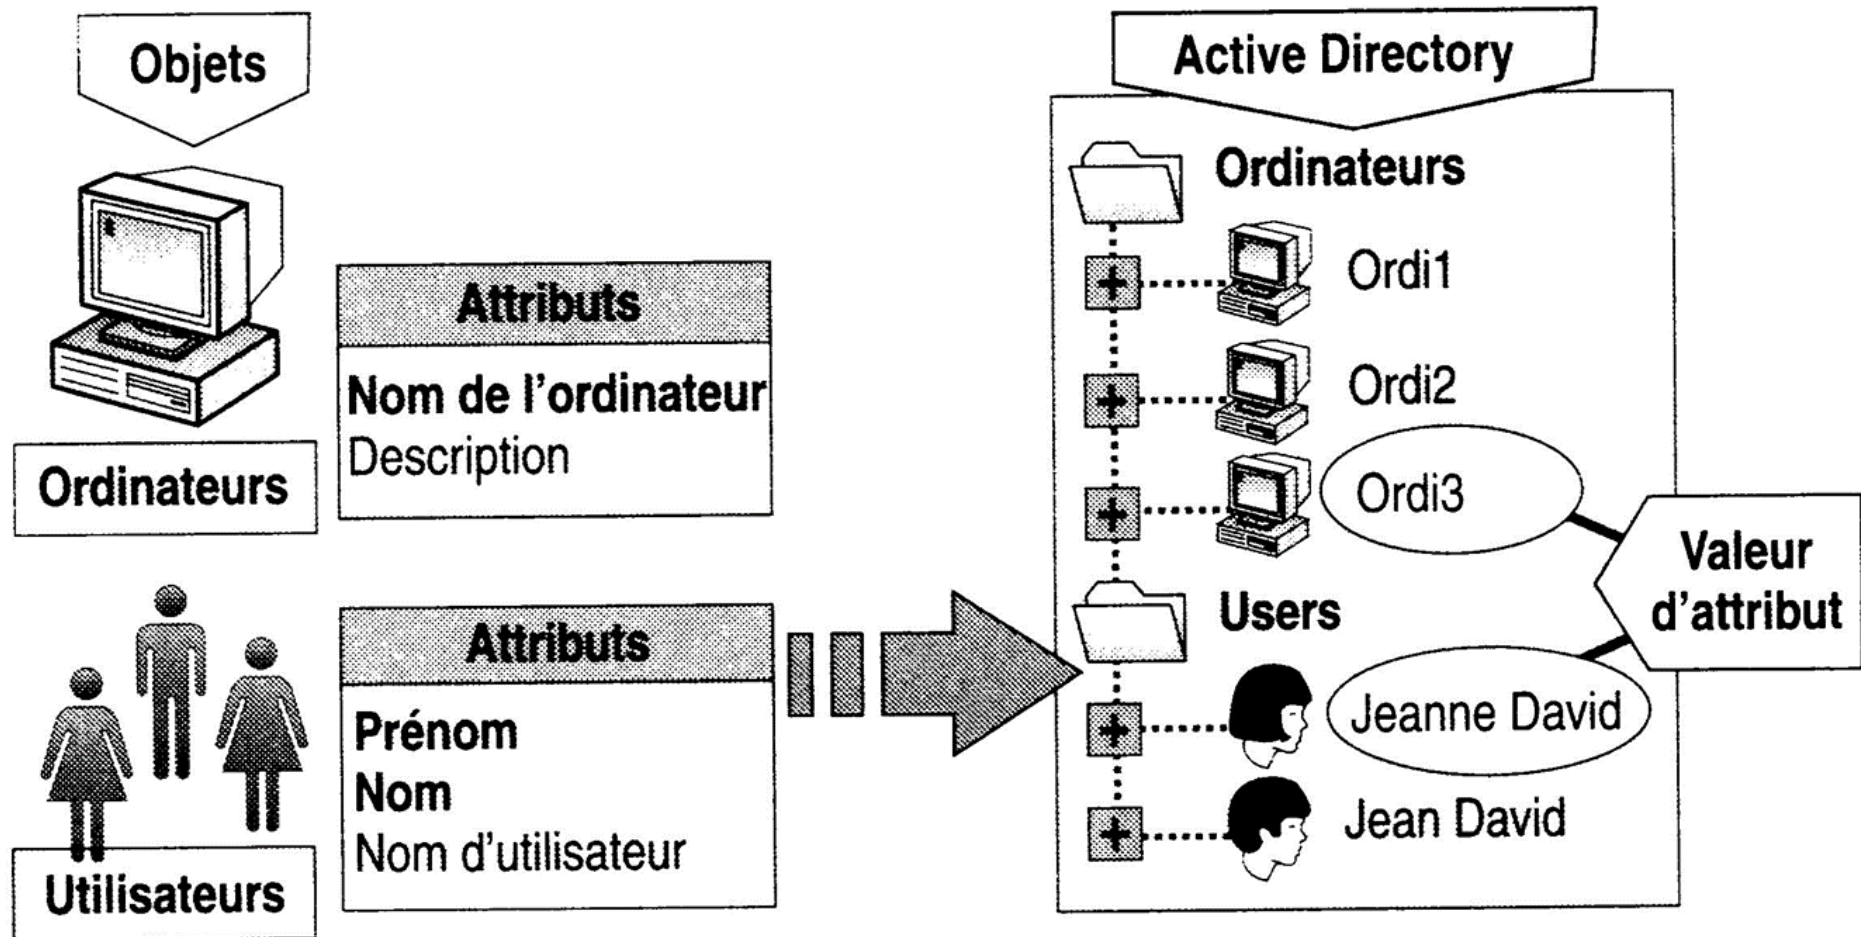 Objets
Ordinateurs
Attributs
Nom de l'ordinateur
Description
Utilisateurs
Attributs
Prénom
Nom
Nom d'utilisateur
Active Directory
Ordinateurs
Ordi1
Ordi2
Ordi3
Users
Jeanne David
Jean David
Valeur
d'attribut